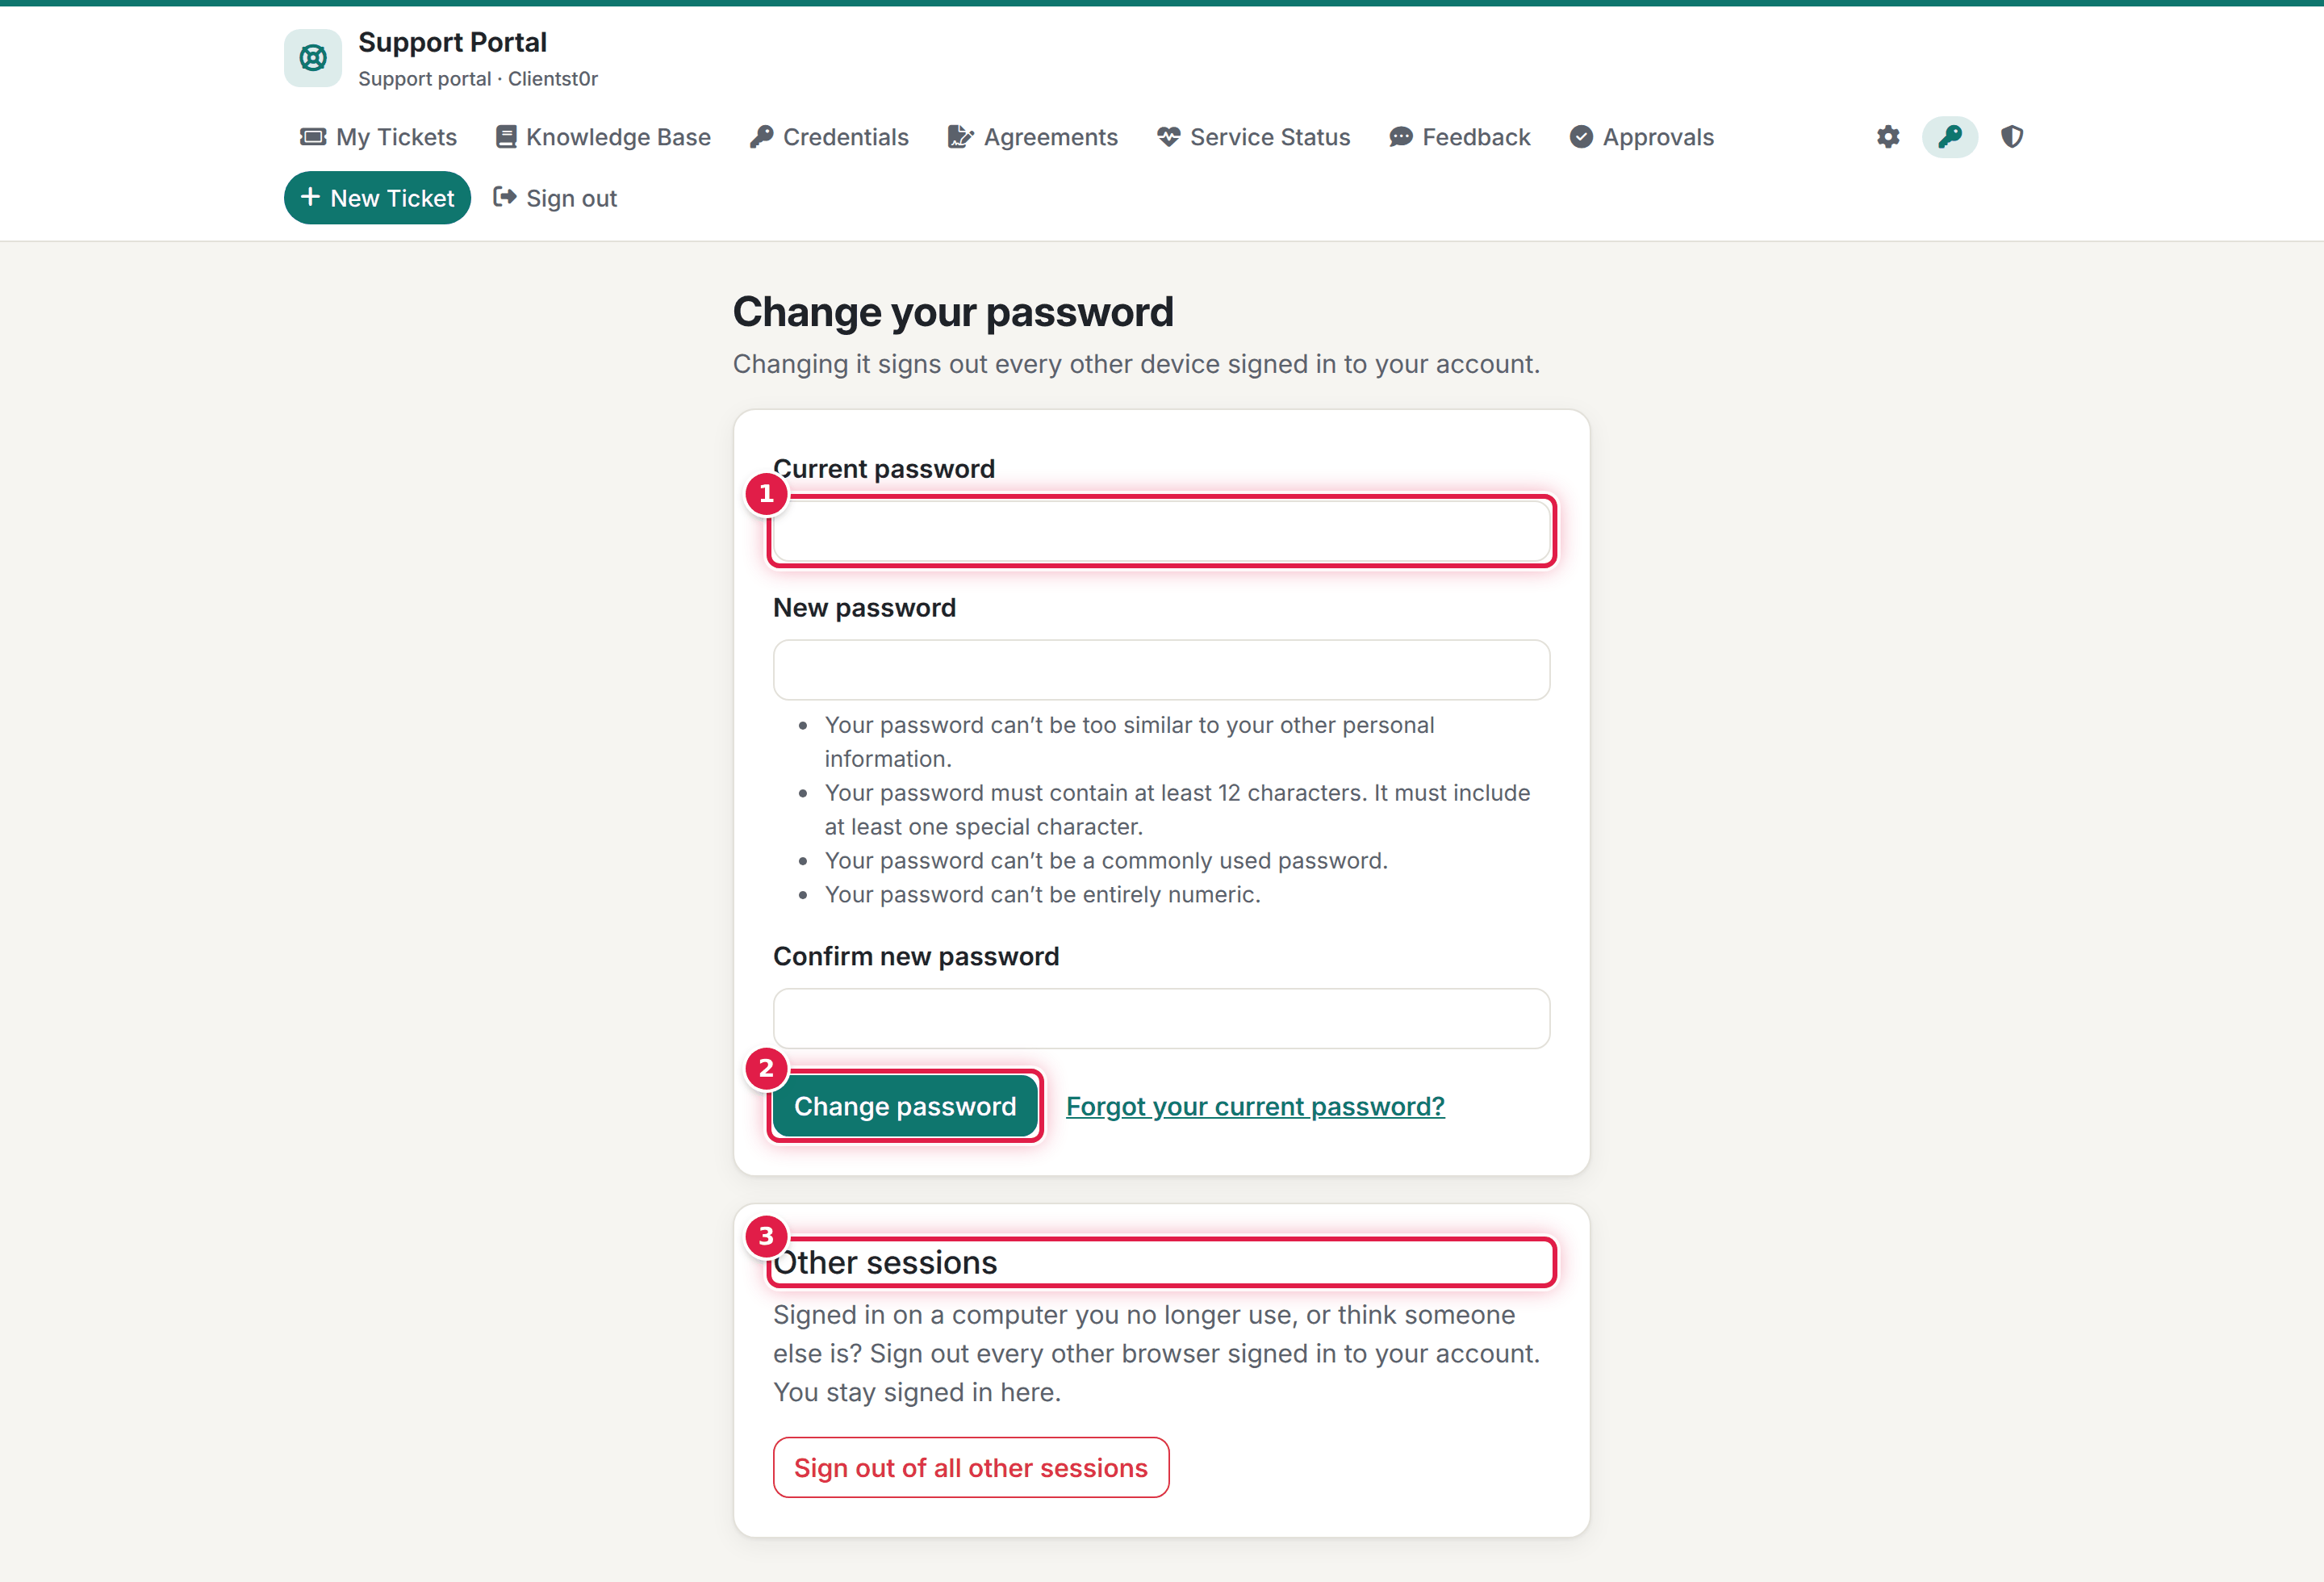 Support Portal
Support portal · Clientst0r
My Tickets
Knowledge Base
Credentials
Agreements
Service Status
Feedback
Approvals
New Ticket
Sign out
Change your password
Changing it signs out every other device signed in to your account.
Current password
1
New password
Your password can’t be too similar to your other personal
information.
Your password must contain at least 12 characters. It must include
at least one special character.
Your password can’t be a commonly used password.
Your password can’t be entirely numeric.
Confirm new password
2
Change password
Forgot your current password?
3
Other sessions
Signed in on a computer you no longer use, or think someone
else is? Sign out every other browser signed in to your account.
You stay signed in here.
Sign out of all other sessions